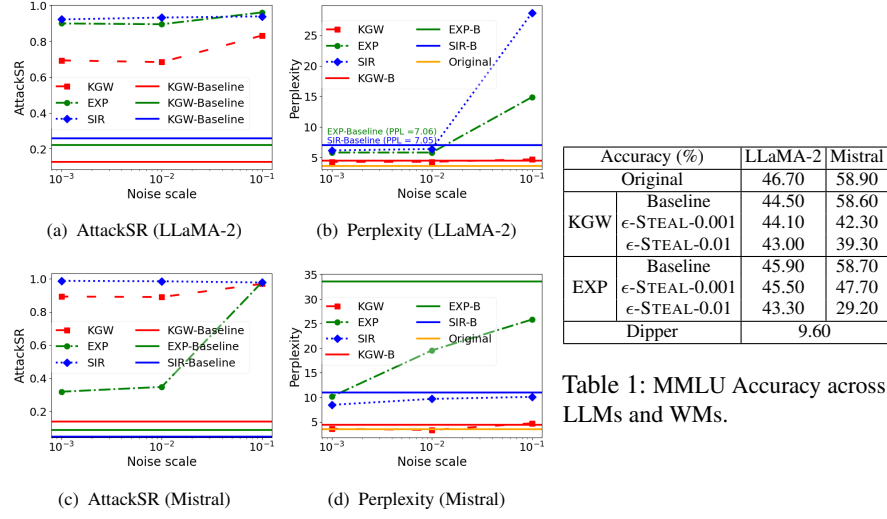 1.0
0.8
0.6
0.4
0.2
AttackSR
KGW KGW-Baseline
EXP KGW-Baseline
SIR KGW-Baseline
10⁻³ 10⁻² 10⁻¹
Noise scale
(a) AttackSR (LLaMA-2)
25
20
15
10
5
Perplexity
KGW EXP-B
EXP SIR-B
SIR Original
KGW-B
EXP-Baseline (PPL =7.06)
SIR-Baseline (PPL =7.05)
10⁻³ 10⁻² 10⁻¹
Noise scale
(b) Perplexity (LLaMA-2)
1.0
0.8
0.6
0.4
0.2
AttackSR
KGW KGW-Baseline
EXP EXP-Baseline
SIR SIR-Baseline
10⁻³ 10⁻² 10⁻¹
Noise scale
(c) AttackSR (Mistral)
35
30
25
20
15
10
5
Perplexity
KGW EXP-B
EXP SIR-B
SIR Original
KGW-B
10⁻³ 10⁻² 10⁻¹
Noise scale
(d) Perplexity (Mistral)
Accuracy (%) LLaMA-2 Mistral
Original 46.70 58.90
KGW Baseline 44.50 58.60
ϵ-STEAL-0.001 44.10 42.30
ϵ-STEAL-0.01 43.00 39.30
EXP Baseline 45.90 58.70
ϵ-STEAL-0.001 45.50 47.70
ϵ-STEAL-0.01 43.30 29.20
Dipper 9.60
Table 1: MMLU Accuracy across
LLMs and WMs.